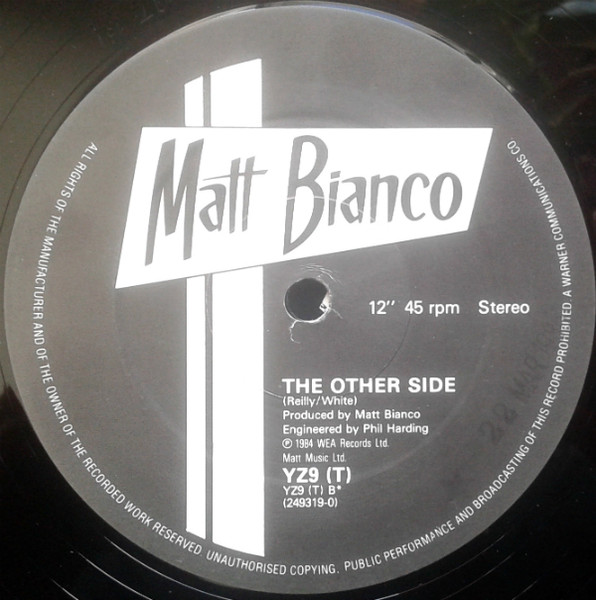 Matt Bianco
12" 45 rpm Stereo
THE OTHER SIDE
(Reilly/White)
Produced by Matt Bianco
Engineered by Phil Harding
℗ 1984 WEA Records Ltd.
Matt Music Ltd.
YZ9 (T)
YZ9 (T) B*
(249319-0)
ALL RIGHTS OF THE MANUFACTURER AND OF THE OWNER OF THE RECORDED WORK RESERVED. UNAUTHORISED COPYING. PUBLIC PERFORMANCE AND BROADCASTING OF THIS RECORD PROHIBITED A WARNER COMMUNICATIONS CO.